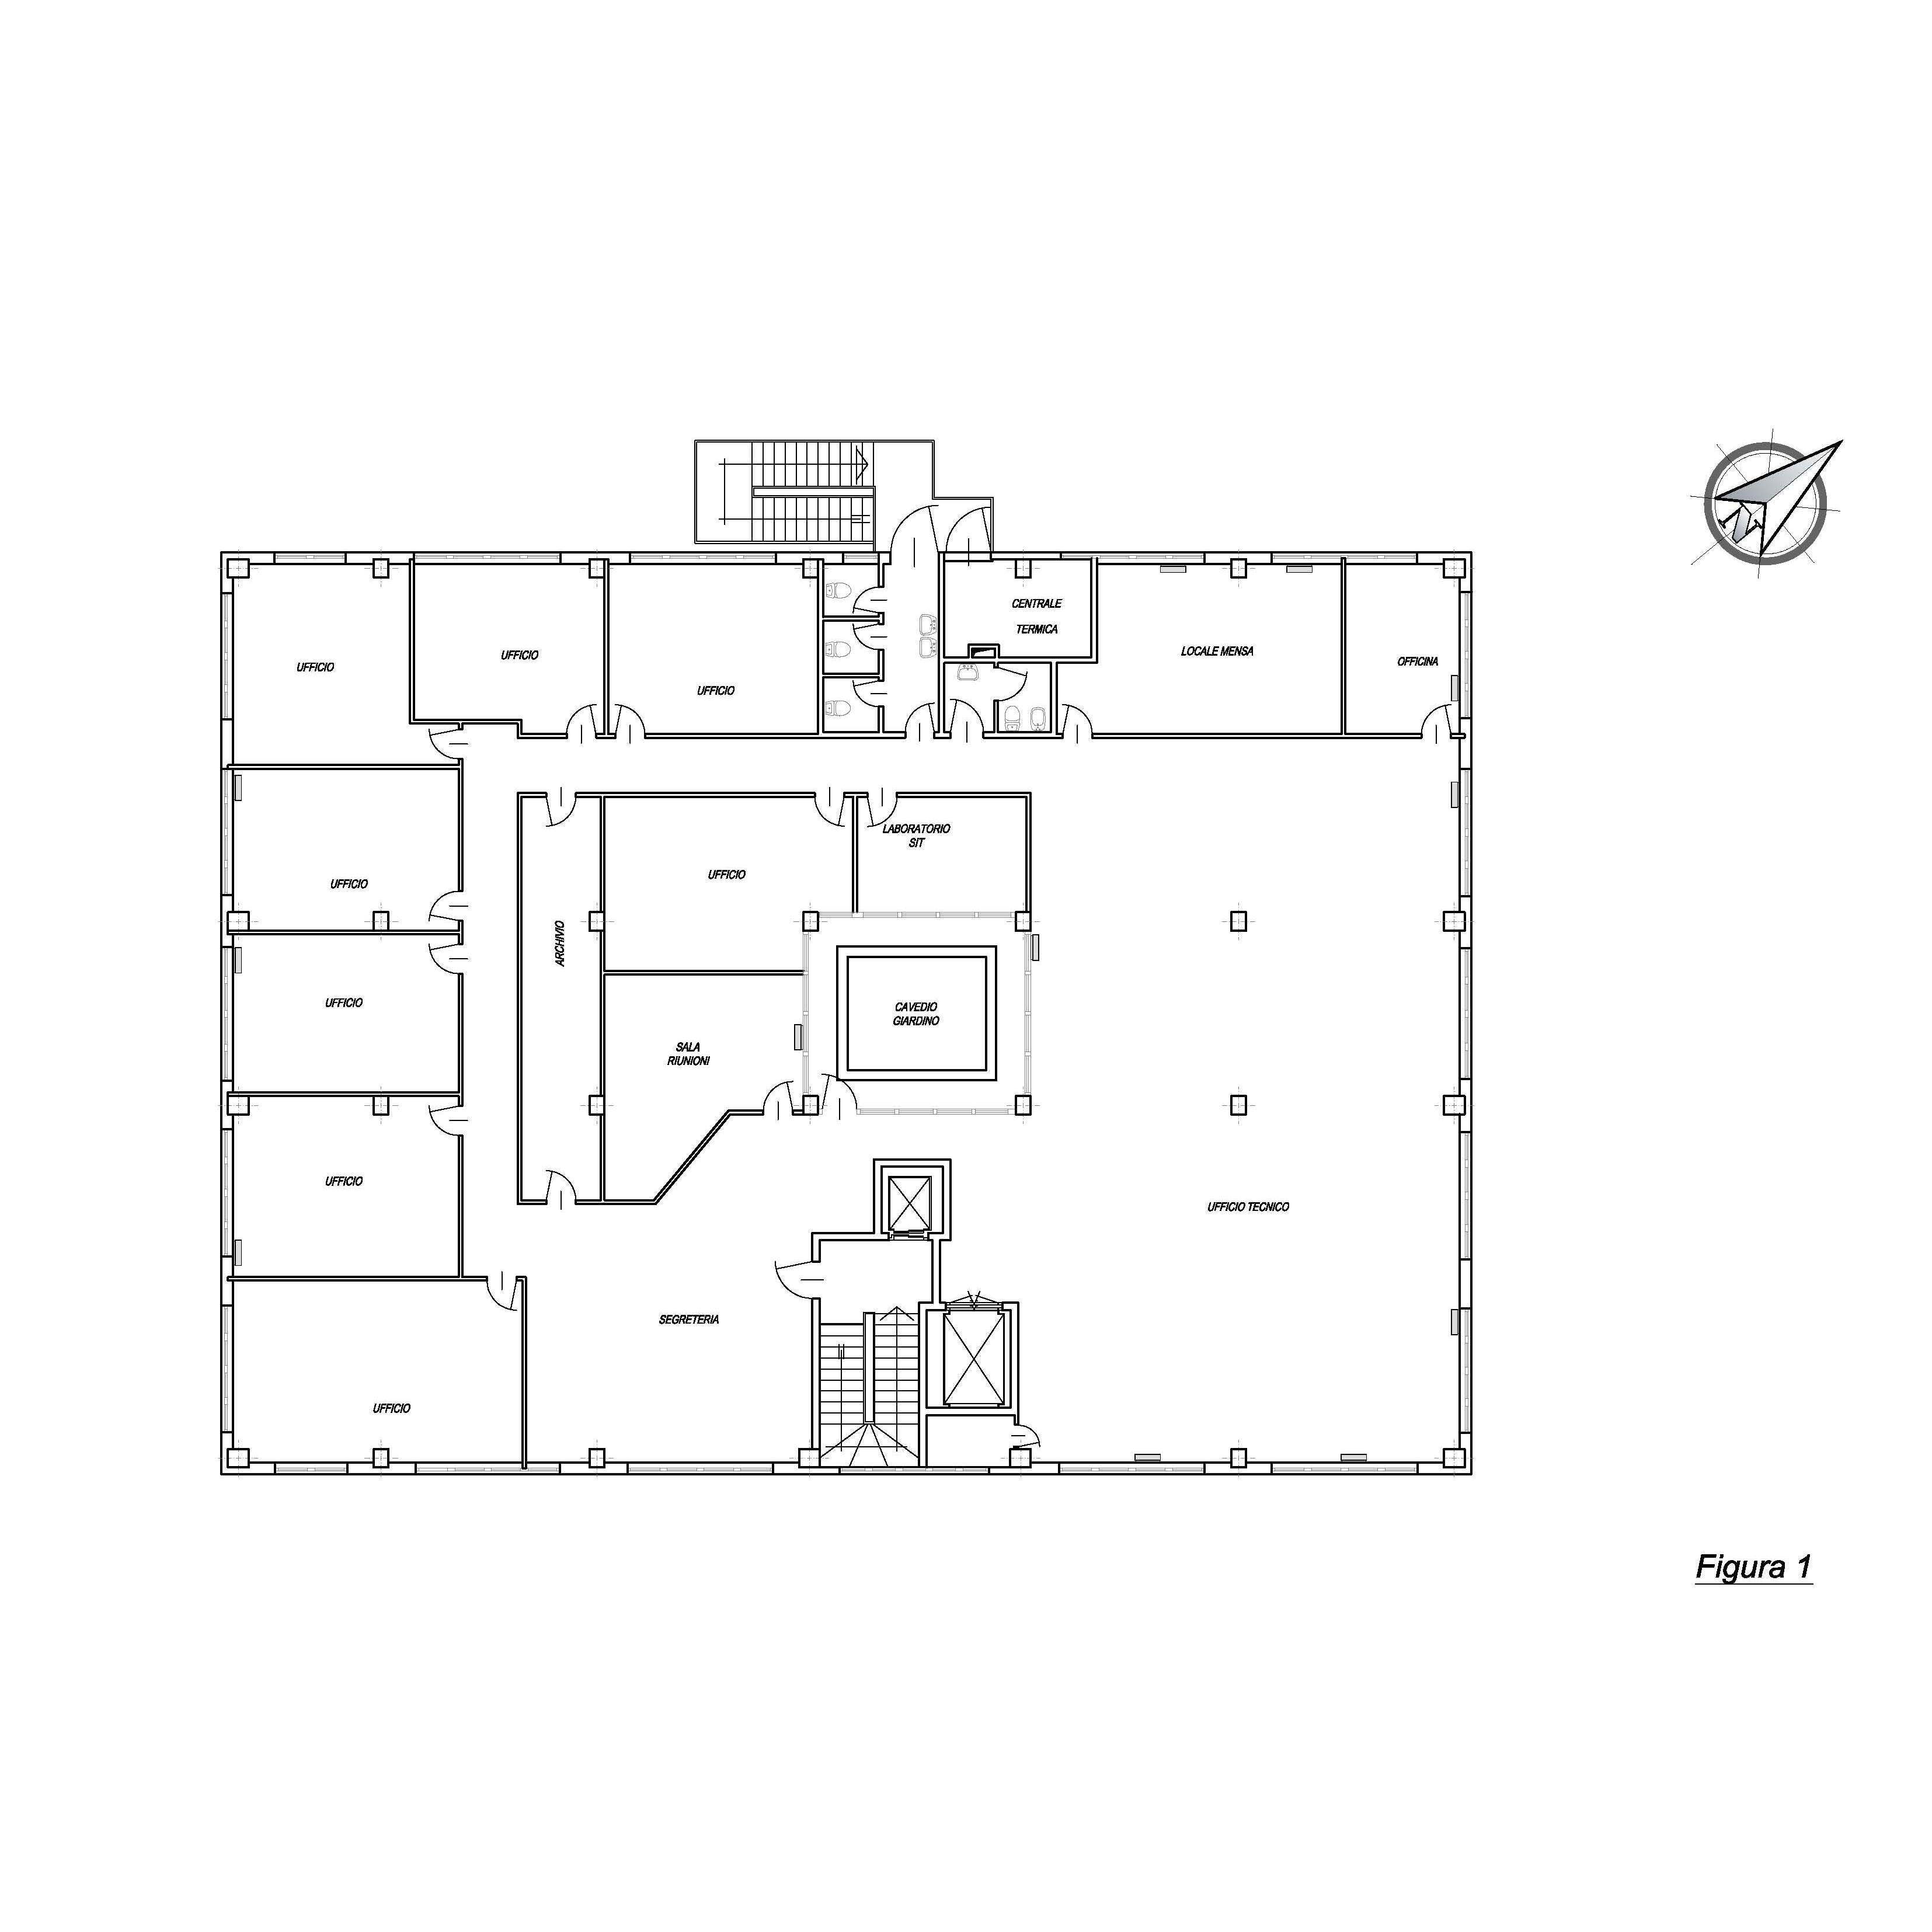 N
CENTRALE
TERMICA
LOCALE MENSA
UFFICIO
OFFICINA
UFFICIO
UFFICIO
LABORATORIO
SIT
UFFICIO
UFFICIO
ARCHIVIO
UFFICIO
CAVEDIO
GIARDINO
SALA
RIUNIONI
UFFICIO
UFFICIO TECNICO
SEGRETERIA
UFFICIO
Figura 1